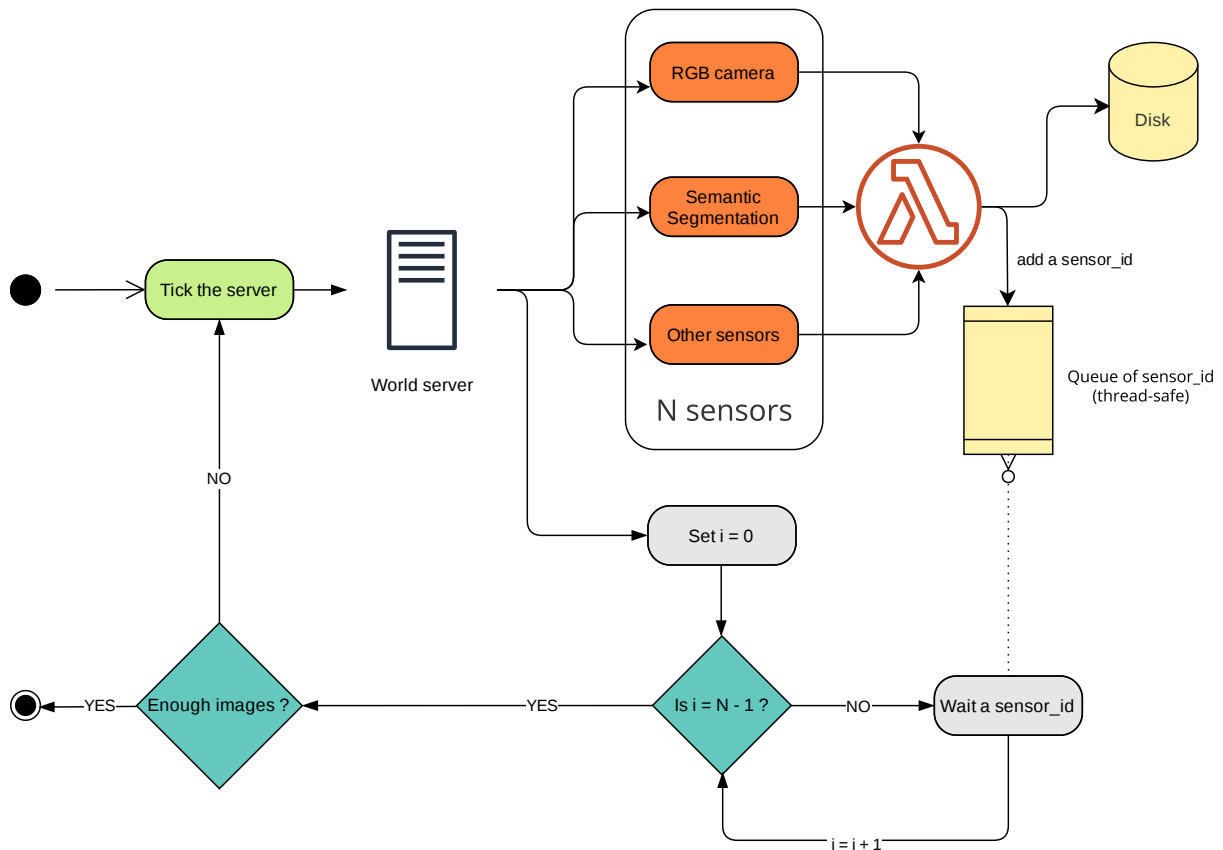 RGB camera
Disk
Semantic
Segmentation
add a sensor_id
Tick the server
Other sensors
World server
Queue of sensor_id
(thread-safe)
N sensors
NO
Set i = 0
YES
Enough images ?
YES
Is i = N - 1 ?
NO
Wait a sensor_id
i = i + 1